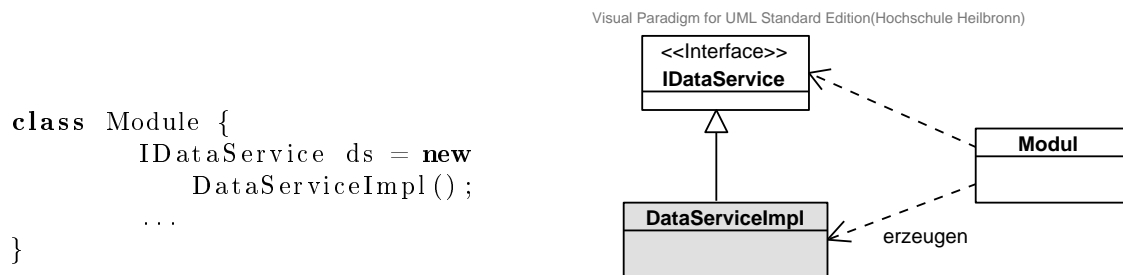 class Module {
IDataService ds = new
DataServiceImpl();
...
}
Visual Paradigm for UML Standard Edition(Hochschule Heilbronn)
<<Interface>>
IDataService
Modul
DataServiceImpl
erzeugen